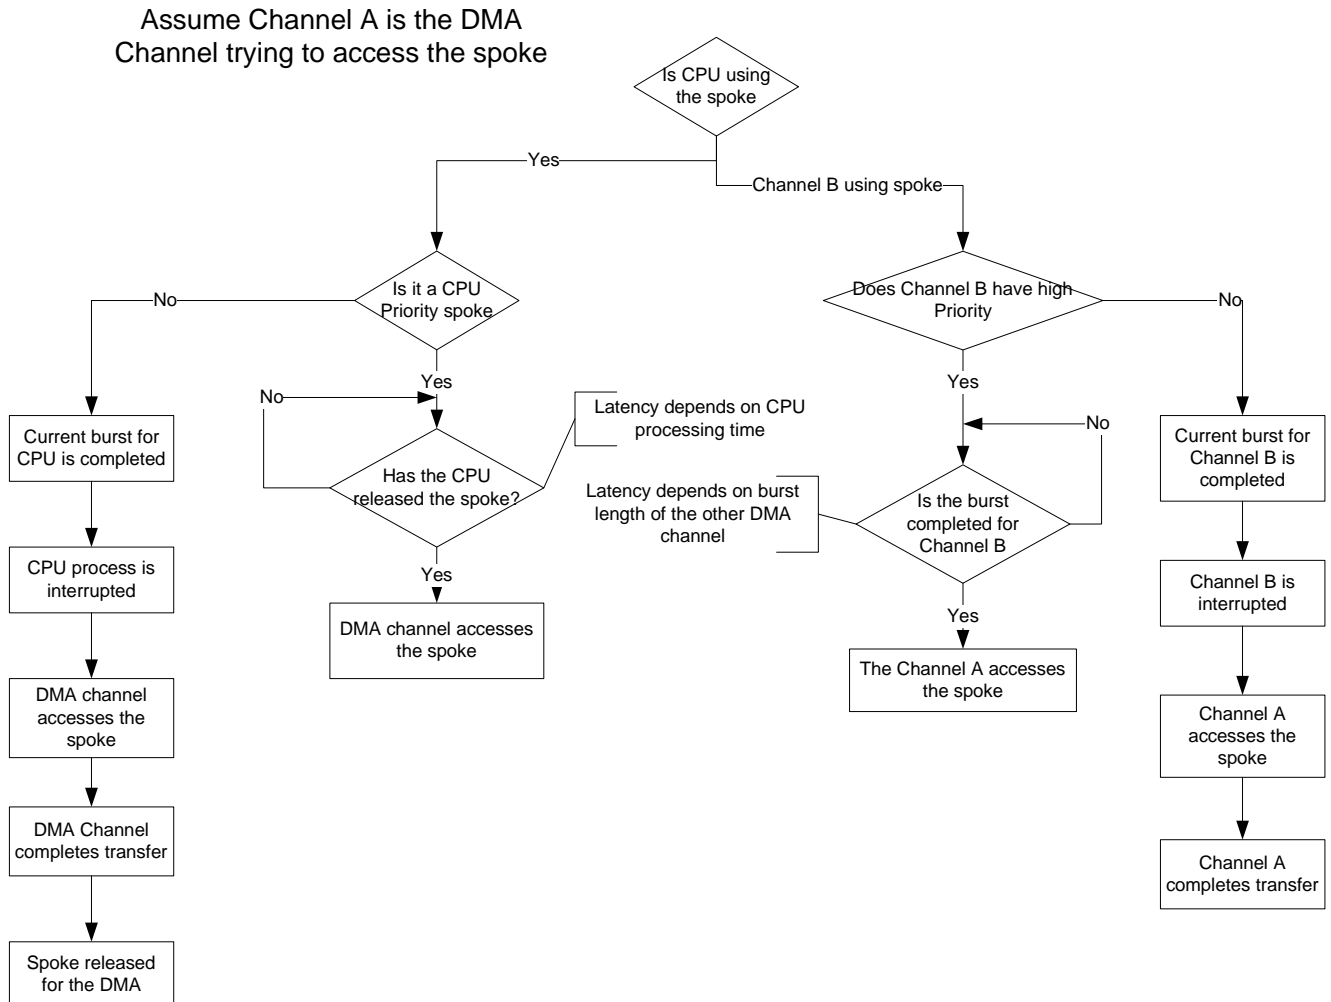 Assume Channel A is the DMA
Channel trying to access the spoke
Is CPU using
the spoke
Yes
Channel B using spoke
Is it a CPU
Priority spoke
Does Channel B have high
Priority
No
No
Yes
Yes
No
Latency depends on CPU
processing time
No
Current burst for
CPU is completed
Has the CPU
released the spoke?
Latency depends on burst
length of the other DMA
channel
Is the burst
completed for
Channel B
Current burst for
Channel B is
completed
CPU process is
interrupted
Yes
Yes
Channel B is
interrupted
DMA channel accesses
the spoke
The Channel A accesses
the spoke
DMA channel
accesses the
spoke
Channel A
accesses the
spoke
DMA Channel
completes transfer
Channel A
completes transfer
Spoke released
for the DMA